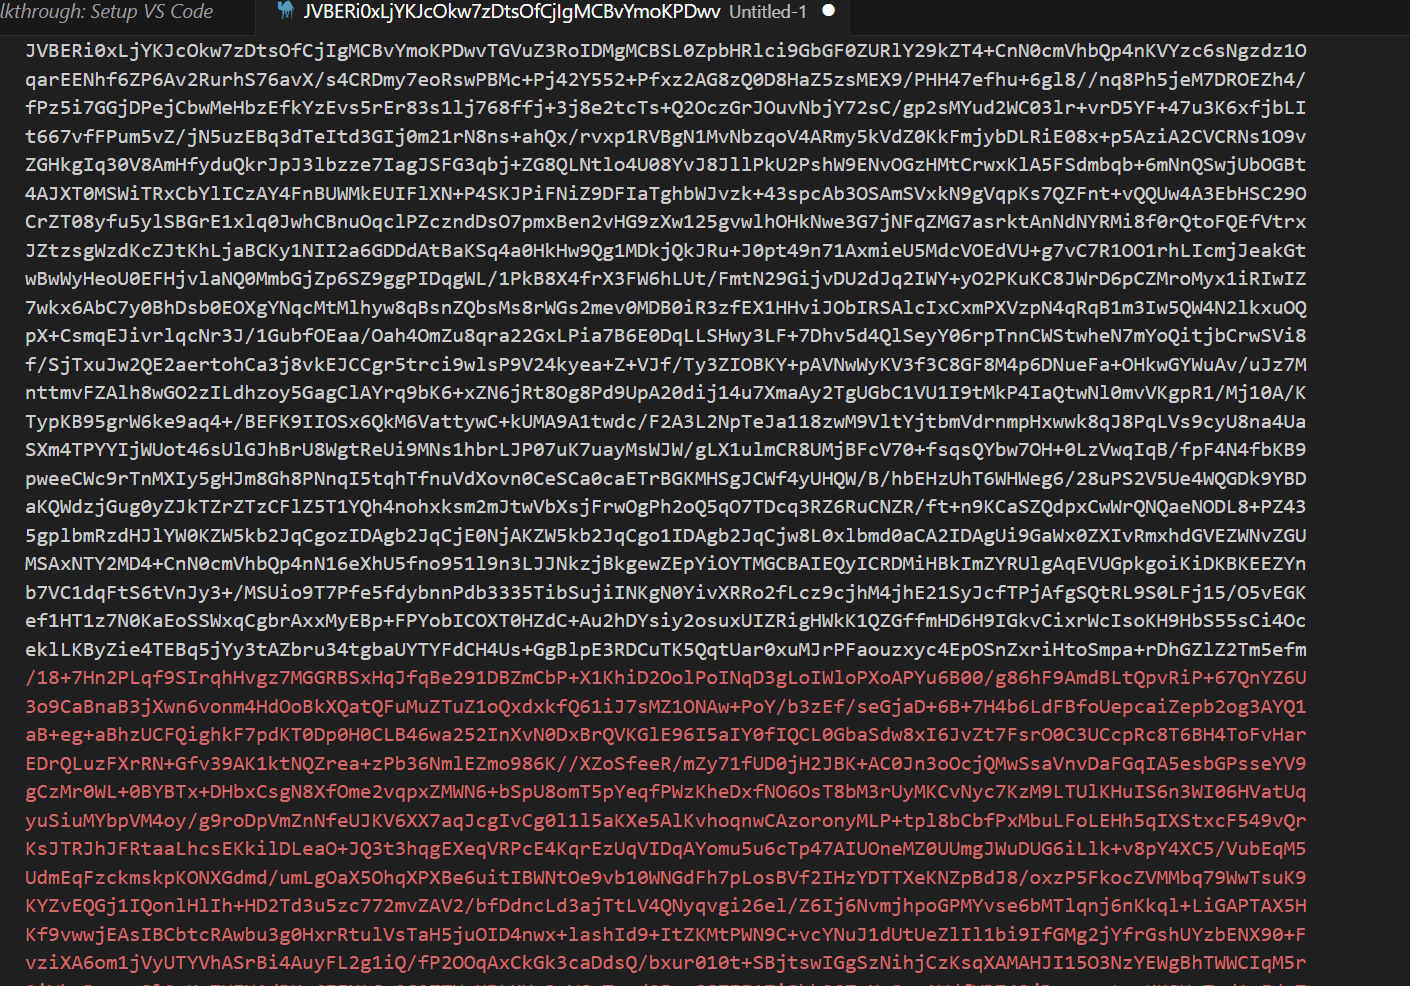 lkthrough: Setup VS Code
JVBERi0xLjYKJcOkw7zDtsOfCjIgMCBvYmoKPDwv Untitled-1
JVBERi0xLjYKJcOkw7zDtsOfCjIgMCBvYmoKPDwvTGVuZ3RoIDMgMCBSL0ZpbHRlci9GbGF0ZURlY29kZT4+CnN0cmVhbQp4nKVYzc6sNgzdz1O
qarEENhf6ZP6Av2RurhS76avX/s4CRDmy7eoRswPBMc+Pj42Y552+Pfxz2AG8zQ0D8HaZ5zsMEX9/PHH47efhu+6gl8//nq8Ph5jeM7DROEZh4/
fPz5i7GGjDPejCbwMeHbzEfkYzEvs5rEr83s1lj768ffj+3j8e2tcTs+Q2OczGrJOuvNbjY72sC/gp2sMYud2WC03lr+vrD5YF+47u3K6xfjbLI
t667vfFPum5vZ/jN5uzEBq3dTeItd3GIj0m21rN8ns+ahQx/rvxp1RVBgN1MvNbzqoV4ARmy5kVdZ0KkFmjybDLRiE08x+p5AziA2CVCRNs1O9v
ZGHkgIq30V8AmHfyduQkrJpJ3lbzze7IagJSFG3qbj+ZG8QLNtlo4U08YvJ8JllPkU2PshW9ENvOGzHMtCrwxKlA5FSdmbqb+6mNnQSwjUbOGBt
4AJXT0MSWiTRxCbYlICzAY4FnBUWMkEUIFlXN+P4SKJPiFNiZ9DFIaTghbWJvzk+43spcAb3OSAmSVxkN9gVqpKs7QZFnt+vQQUw4A3EbHSC29O
CrZT08yfu5ylSBGrE1xlq0JwhCBnuOqclPZczndDsO7pmxBen2vHG9zXw125gvwlhOHkNwe3G7jNFqZMG7asrktAnNdNYRMi8f0rQtoFQEfVtrx
JZtzsgWzdKcZJtKhLjaBCKy1NII2a6GDDdAtBaKSq4a0HkHw9Qg1MDkjQkJRu+J0pt49n71AxmieU5MdcVOEdVU+g7vC7R1OO1rhLIcmjJeakGt
wBwWyHeoU0EFHjvlaNQ0MmbGjZp6SZ9ggPIDqgWL/1PkB8X4frX3FW6hLUt/FmtN29GijvDU2dJq2IWY+yO2PKuKC8JWrD6pCZMroMyx1iRIwIZ
7wkx6AbC7y0BhDsb0EOXgYNqcMtMlhyw8qBsnZQbsMs8rWGs2mev0MDB0iR3zfEX1HHviJObIRSAlcIxCxmPXVzpN4qRqB1m3Iw5QW4N2lkxuOQ
pX+CsmqEJivrlqcNr3J/1GubfOEaa/Oah4OmZu8qra22GxLPia7B6E0DqLLSHwy3LF+7Dhv5d4QlSeyY06rpTnnCWStwheN7mYoQitjbCrwSVi8
f/SjTxuJw2QE2aertohCa3j8vkEJCCgr5trci9wlsP9V24kyea+Z+VJf/Ty3ZIOBKY+pAVNwWyKV3f3C8GF8M4p6DNueFa+OHkwGYWuAv/uJz7M
nttmvFZAlh8wGO2zILdhzoy5GagClAYrq9bK6+xZN6jRt8Og8Pd9UpA20dij14u7XmaAy2TgUGbC1VU1I9tMkP4IaQtwNl0mvVKgpR1/Mj10A/K
TypKB95grW6ke9aq4+/BEFK9IIOSx6QkM6VattywC+kUMA9A1twdc/F2A3L2NpTeJa118zwM9VltYjtbmVdrnmpHxwwk8qJ8PqLVs9cyU8na4Ua
SXm4TPYYIjWUot46sUlGJhBrU8WgtReUi9MNs1hbrLJP07uK7uayMsWJW/gLX1ulmCR8UMjBFcV70+fsqsQYbw7OH+0LzVwqIqB/fpF4N4fbKB9
pweeCWc9rTnMXIy5gHJm8Gh8PNnqI5tqhTfnuVdXovn0CeSCa0caETrBGKMHSgJCWf4yUHQW/B/hbEHzUhT6WHWeg6/28uPS2V5Ue4WQGDk9YBD
aKQWdzjGug0yZJkTZrZTzCFlZ5T1YQh4nohxksm2mJtwVbXsjFrwOgPh2oQ5qO7TDcq3RZ6RuCNZR/ft+n9KCaSZQdpxCwWrQNQaeNODL8+PZ43
5gplbmRzdHJlYW0KZW5kb2JqCgozIDAgb2JqCjE0NjAKZW5kb2JqCgo1IDAgb2JqCjw8L0xlbmd0aCA2IDAgUi9GaWx0ZXIvRmxhdGVEZWNvZGU
MSAxNTY2MD4+CnN0cmVhbQp4nN16eXhU5fno951l9n3LJJNkzjBkgewZEpYiOYTMGCBAIEQyICRDMiHBkImZYRUlgAqEVUGpkgoiKiDKBKEEZYn
b7VC1dqFtS6tVnJy3+/MSUio9T7Pfe5fdybnnPdb3335TibSujiINKgN0YivXRRo2fLcz9cjhM4jhE21SyJcfTPjAfgSQtRL9S0LFj15/O5vEGK
ef1HT1z7N0KaEoSSWxqCgbrAxxMyEBp+FPYobICOXT0HZdC+Au2hDYsiy2osuxUIZRigHWkK1QZGffmHD6H9IGkvCixrWcIsoKH9HbS55sCi4Oc
eklLKByZie4TEBq5jYy3tAZbru34tgbaUYTYFdCH4Us+GgBlpE3RDCuTK5QqtUar0xuMJrPFaouzxyc4EpOSnZxriHtoSmpa+rDhGZlZ2Tm5efm
/18+7Hn2PLqf9SIrqhHvgz7MGGRBSxHqJfqBe291DBZmCbP+X1KhiD2OolPoINqD3gLoIWloPXoAPYu6B00/g86hF9AmdBLtQpvRiP+67QnYZ6U
3o9CaBnaB3jXwn6vonm4HdOoBkXQatQFuMuZTuZ1oQxdxkfQ61iJ7sMZ1ONAw+PoY/b3zEf/seGjaD+6B+7H4b6LdFBfoUepcaiZepb2og3AYQ1
aB+eg+aBhzUCFQighkF7pdKT0Dp0H0CLB46wa252InXvN0DxBrQVKGlE96I5aIY0fIQCL0GbaSdw8xI6JvZt7FsrO0C3UCcpRc8T6BH4ToFvHar
EDrQLuzFXrRN+Gfv39AK1ktNQZrea+zPb36NmlEZmo986K//XZoSfeeR/mZy71fUD0jH2JBK+AC0Jn3oOcjQMwSsaVnvDaFGqIA5esbGPsseYV9
gCzMr0WL+0BYBTx+DHbxCsgN8XfOme2vqpxZMWN6+bSpU8omT5pYeqfPWzKheDxfNO6OsT8bM3rUyMKCvNyc7KzM9LTUlKHuIS6n3WI06HVatUq
yuSiuMYbpVM4oy/g9roDpVmZnNfeUJKV6XX7aqJcgIvCg0l1l5aKXe5AlKvhoqnwCAzoronyMLP+tpl8bCbfPxMbuLFoLEHh5qIXStxcF549vQr
KsJTRJhJFRtaaLhcsEKkilDLeaO+JQ3t3hqgEXeqVRPcE4KqrEzUqVIDqAYomu5u6cTp47AIUOneMZ0UUmgJWuDUG6iLlk+v8pY4XC5/VubEqM5
UdmEqFzckmskpKONXGdmd/umLgOaX5OhqXPXBe6uitIBWNtOe9vb10WNGdFh7pLosBVf2IHzYDTTXeKNZpBdJ8/oxzP5FkocZVMMbq79WwTsuK9
KYZvEQGj1IQonlHlIh+HD2Td3u5zc772mvZAV2/bfDdncLd3ajTtLV4QNyqvgi26el/Z6Ij6NvmjhpoGPMYvse6bMTlqnj6nKkql+LiGAPTAX5H
Kf9vwwjEAsIBCbtcRAwbu3g0HxrRtulVsTaH5juOID4nwx+lashId9+ItZKMtPWN9C+vcYNuJ1dUtUeZlIl1bi9IfGMg2jYfrGshUYzbENX90+F
vziXA6om1jVyUTYVhASrBi4AuyFL2g1iQ/fP2OOqAxCkGk3caDdsQ/bxur010t+SBjtswIGgSzNihjCzKsqXAMAHJI15O3NzYEWgBhTWWCIqM5r